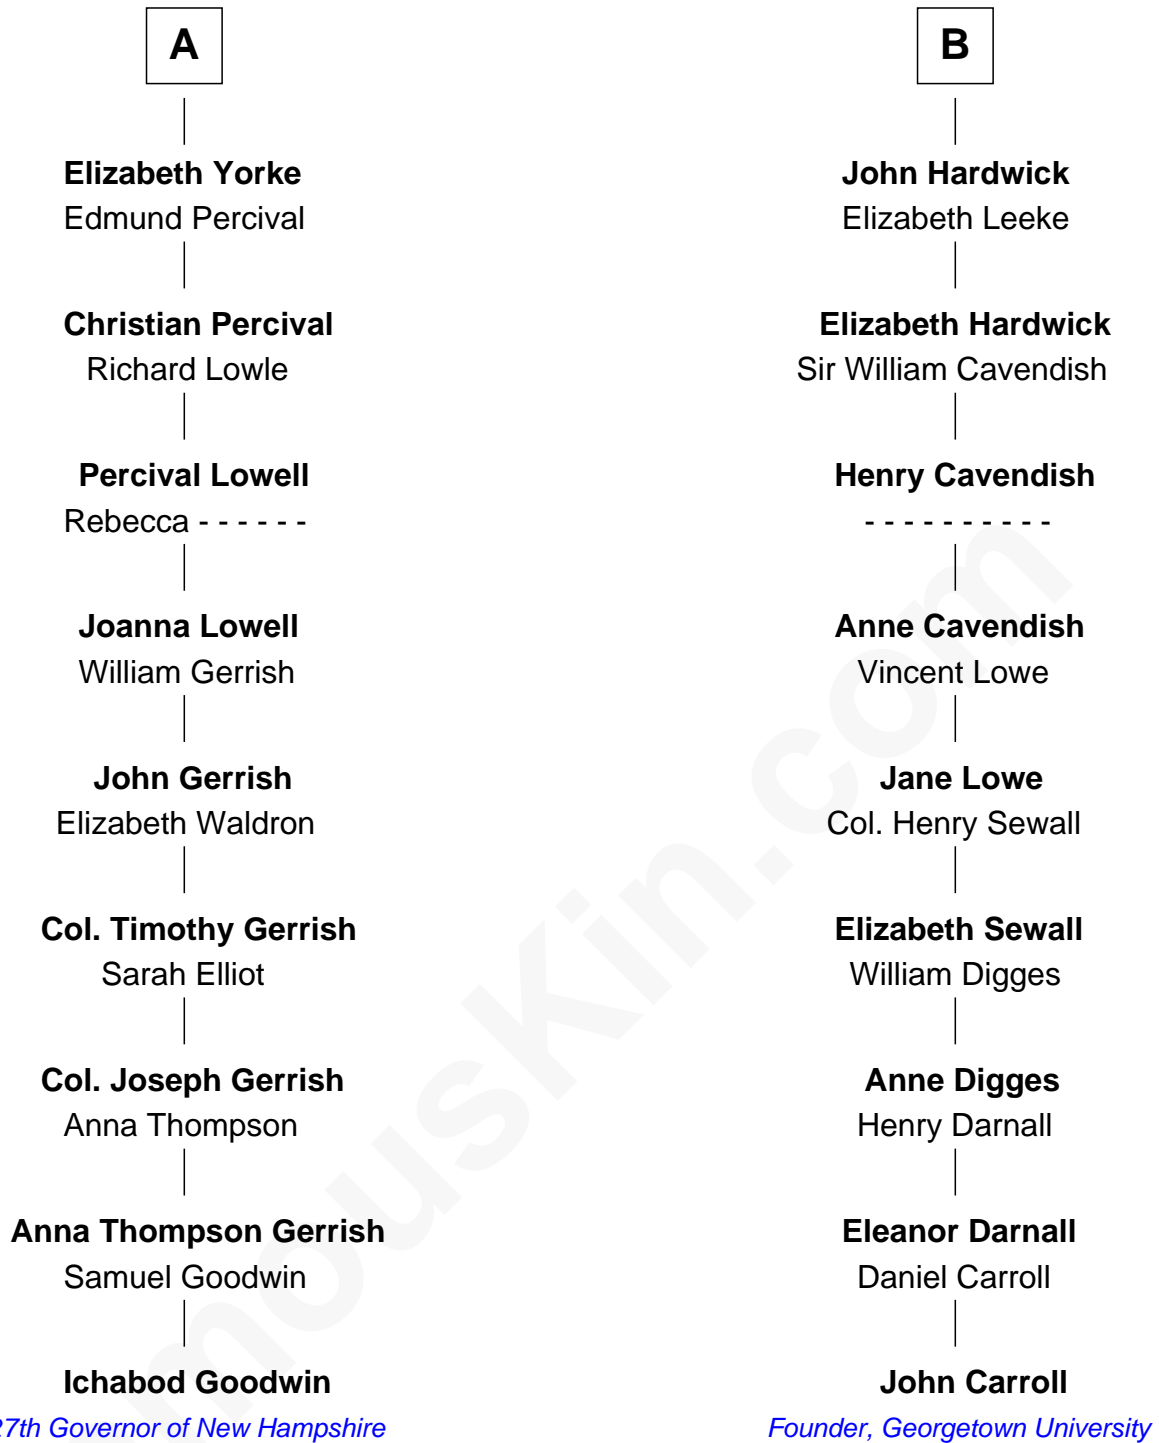 A
Elizabeth Yorke
Edmund Percival
Christian Percival
Richard Lowle
Percival Lowell
Rebecca - - - - - -
Joanna Lowell
William Gerrish
John Gerrish
Elizabeth Waldron
Col. Timothy Gerrish
Sarah Elliot
Col. Joseph Gerrish
Anna Thompson
Anna Thompson Gerrish
Samuel Goodwin
Ichabod Goodwin
27th Governor of New Hampshire
B
John Hardwick
Elizabeth Leeke
Elizabeth Hardwick
Sir William Cavendish
Henry Cavendish
- - - - - - - - - -
Anne Cavendish
Vincent Lowe
Jane Lowe
Col. Henry Sewall
Elizabeth Sewall
William Digges
Anne Digges
Henry Darnall
Eleanor Darnall
Daniel Carroll
John Carroll
Founder, Georgetown University
mousKin.com